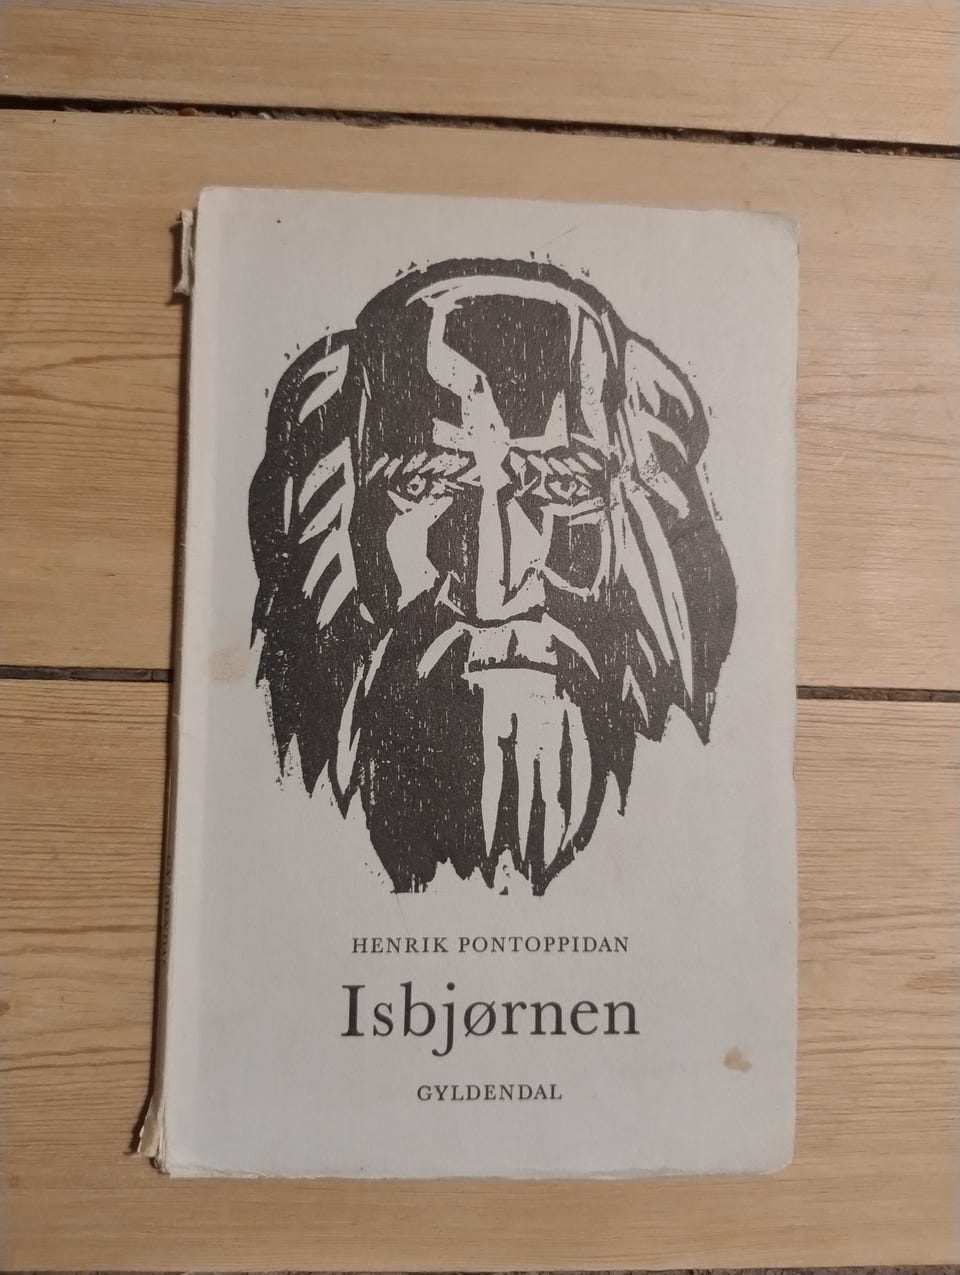 HENRIK PONTOPPIDAN
Isbjørnen
GYLDENDAL